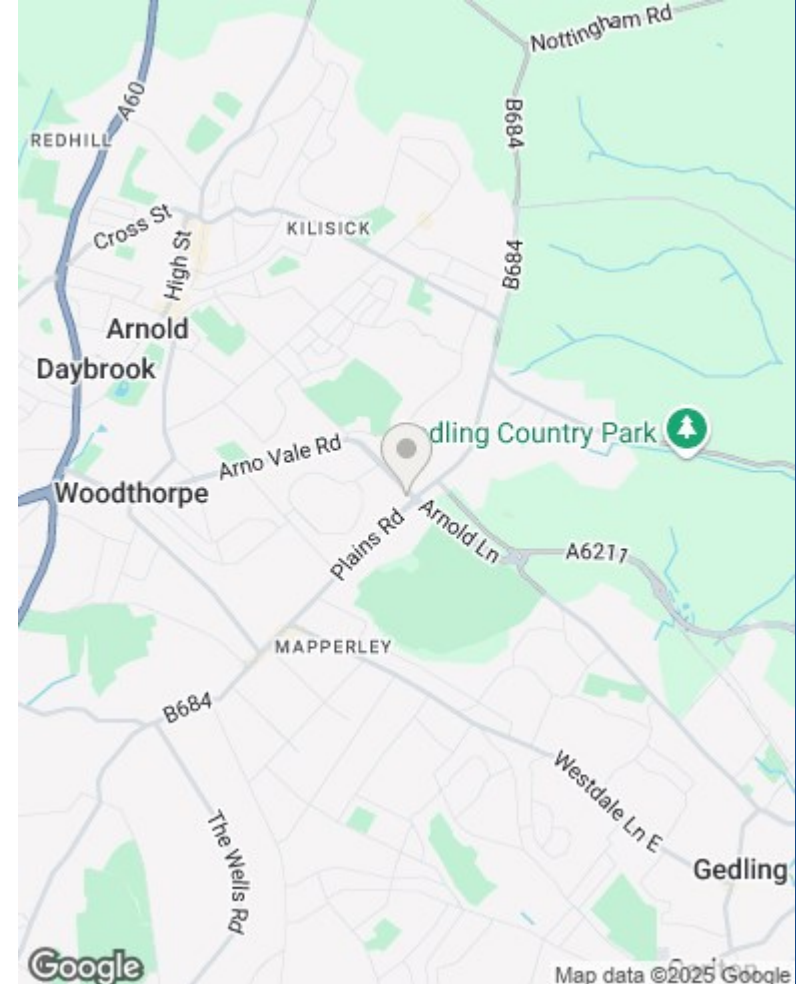 Nottingham Rd
A60
B684
REDHILL
Cross St
KILISICK
High St
B684
Arnold
Daybrook
dling Country Park
Arno Vale Rd
Woodthorpe
Plains Rd
Arnold Ln
A6211
MAPPERLEY
B684
Westdale Ln E
The Wells Rd
Gedling
Google
Map data ©2025 Google